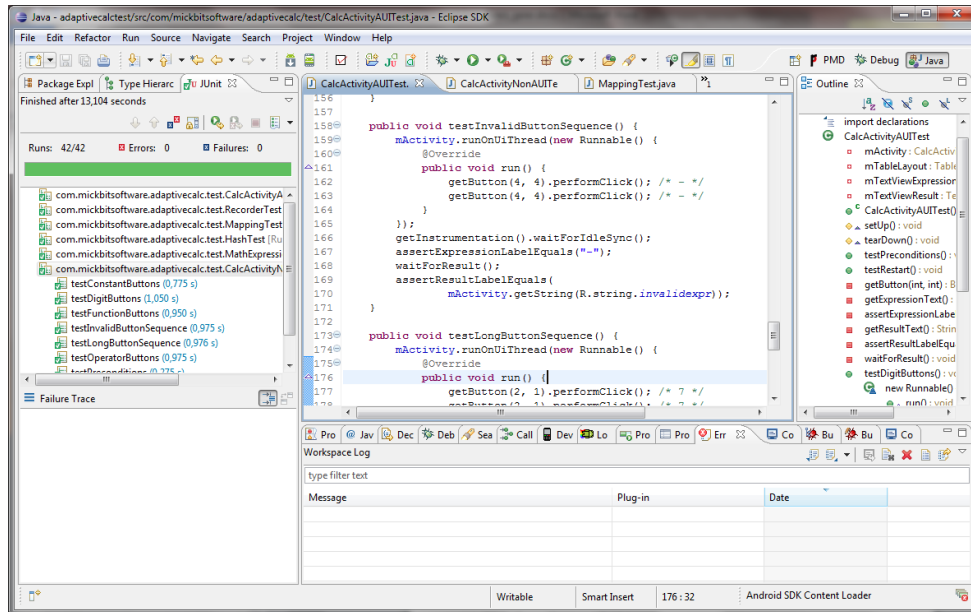 Java - adaptivecalctest/src/com/mickbitsoftware/adaptivecalc/test/CalcActivityAUITest.java - Eclipse SDK
File Edit Refactor Run Source Navigate Search Project Window Help
PMD Debug Java
Package Expl Type Hierarc JUnit
Finished after 13,104 seconds
Runs: 42/42 Errors: 0 Failures: 0
com.mickbitsoftware.adaptivecalc.test.CalcActivityA
com.mickbitsoftware.adaptivecalc.test.RecorderTest
com.mickbitsoftware.adaptivecalc.test.MappingTest
com.mickbitsoftware.adaptivecalc.test.HashTest [Ru
com.mickbitsoftware.adaptivecalc.test.MathExpressi
com.mickbitsoftware.adaptivecalc.test.CalcActivityN
testConstantButtons (0,775 s)
testDigitButtons (1,050 s)
testFunctionButtons (0,950 s)
testInvalidButtonSequence (0,975 s)
testLongButtonSequence (0,976 s)
testOperatorButtons (0,975 s)
testPreconditions (0,275 s)
Failure Trace
CalcActivityAUITest. CalcActivityNonAUITe MappingTest.java »1
156 }
157
158 public void testInvalidButtonSequence() {
159 mActivity.runOnUiThread(new Runnable() {
160 @Override
161 public void run() {
162 getButton(4, 4).performClick(); /* - */
163 getButton(4, 4).performClick(); /* - */
164 }
165 });
166 getInstrumentation().waitForIdleSync();
167 assertExpressionLabelEquals("-");
168 waitForResult();
169 assertResultLabelEquals(
170 mActivity.getString(R.string.invalidexpr));
171 }
172
173 public void testLongButtonSequence() {
174 mActivity.runOnUiThread(new Runnable() {
175 @Override
176 public void run() {
177 getButton(2, 1).performClick(); /* 7 */
178 getButton(2, 1).performClick(); /* 7 */
Outline
import declarations
CalcActivityAUITest
mActivity : CalcActiv
mTableLayout : Table
mTextViewExpression
mTextViewResult : Te
CalcActivityAUITest()
setUp() : void
tearDown() : void
testPreconditions() :
testRestart() : void
getButton(int, int) : B
getExpressionText() :
assertExpressionLabe
getResultText() : Strin
assertResultLabelEqu
waitForResult() : void
testDigitButtons() : vo
new Runnable()
run() : void
Pro Jav Dec Deb Sea Call Dev Lo Pro Pro Err Co Bu Bu Co
Workspace Log
type filter text
Message Plug-in Date
Writable Smart Insert 176 : 32 Android SDK Content Loader